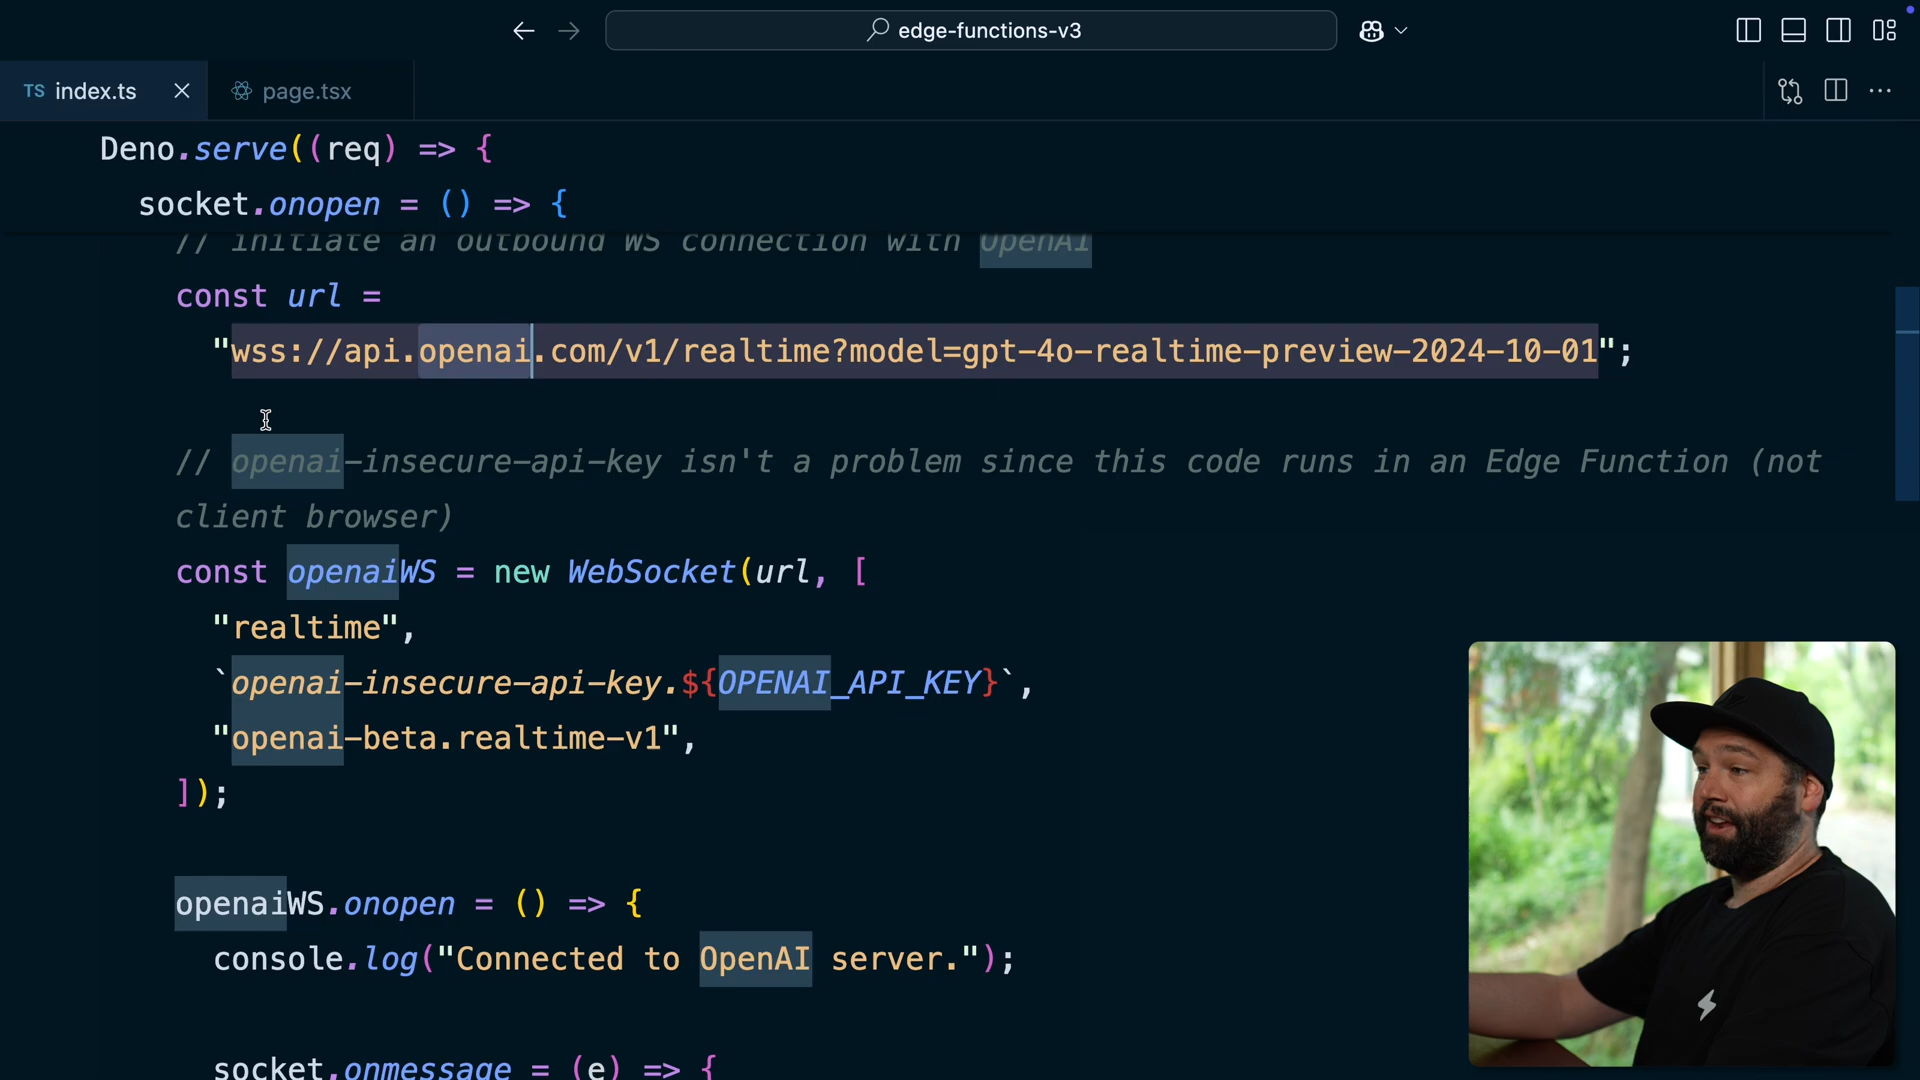 edge-functions-v3
TS index.ts
page.tsx
Deno.serve((req) => {
socket.onopen = () => {
// initiate an outbound WS connection with OpenAI
const url =
"wss://api.openai.com/v1/realtime?model=gpt-4o-realtime-preview-2024-10-01";
// openai-insecure-api-key isn't a problem since this code runs in an Edge Function (not
client browser)
const openaiWS = new WebSocket(url, [
"realtime",
`openai-insecure-api-key.${OPENAI_API_KEY}`,
"openai-beta.realtime-v1",
]);
openaiWS.onopen = () => {
console.log("Connected to OpenAI server.");
socket.onmessage = (e) => {